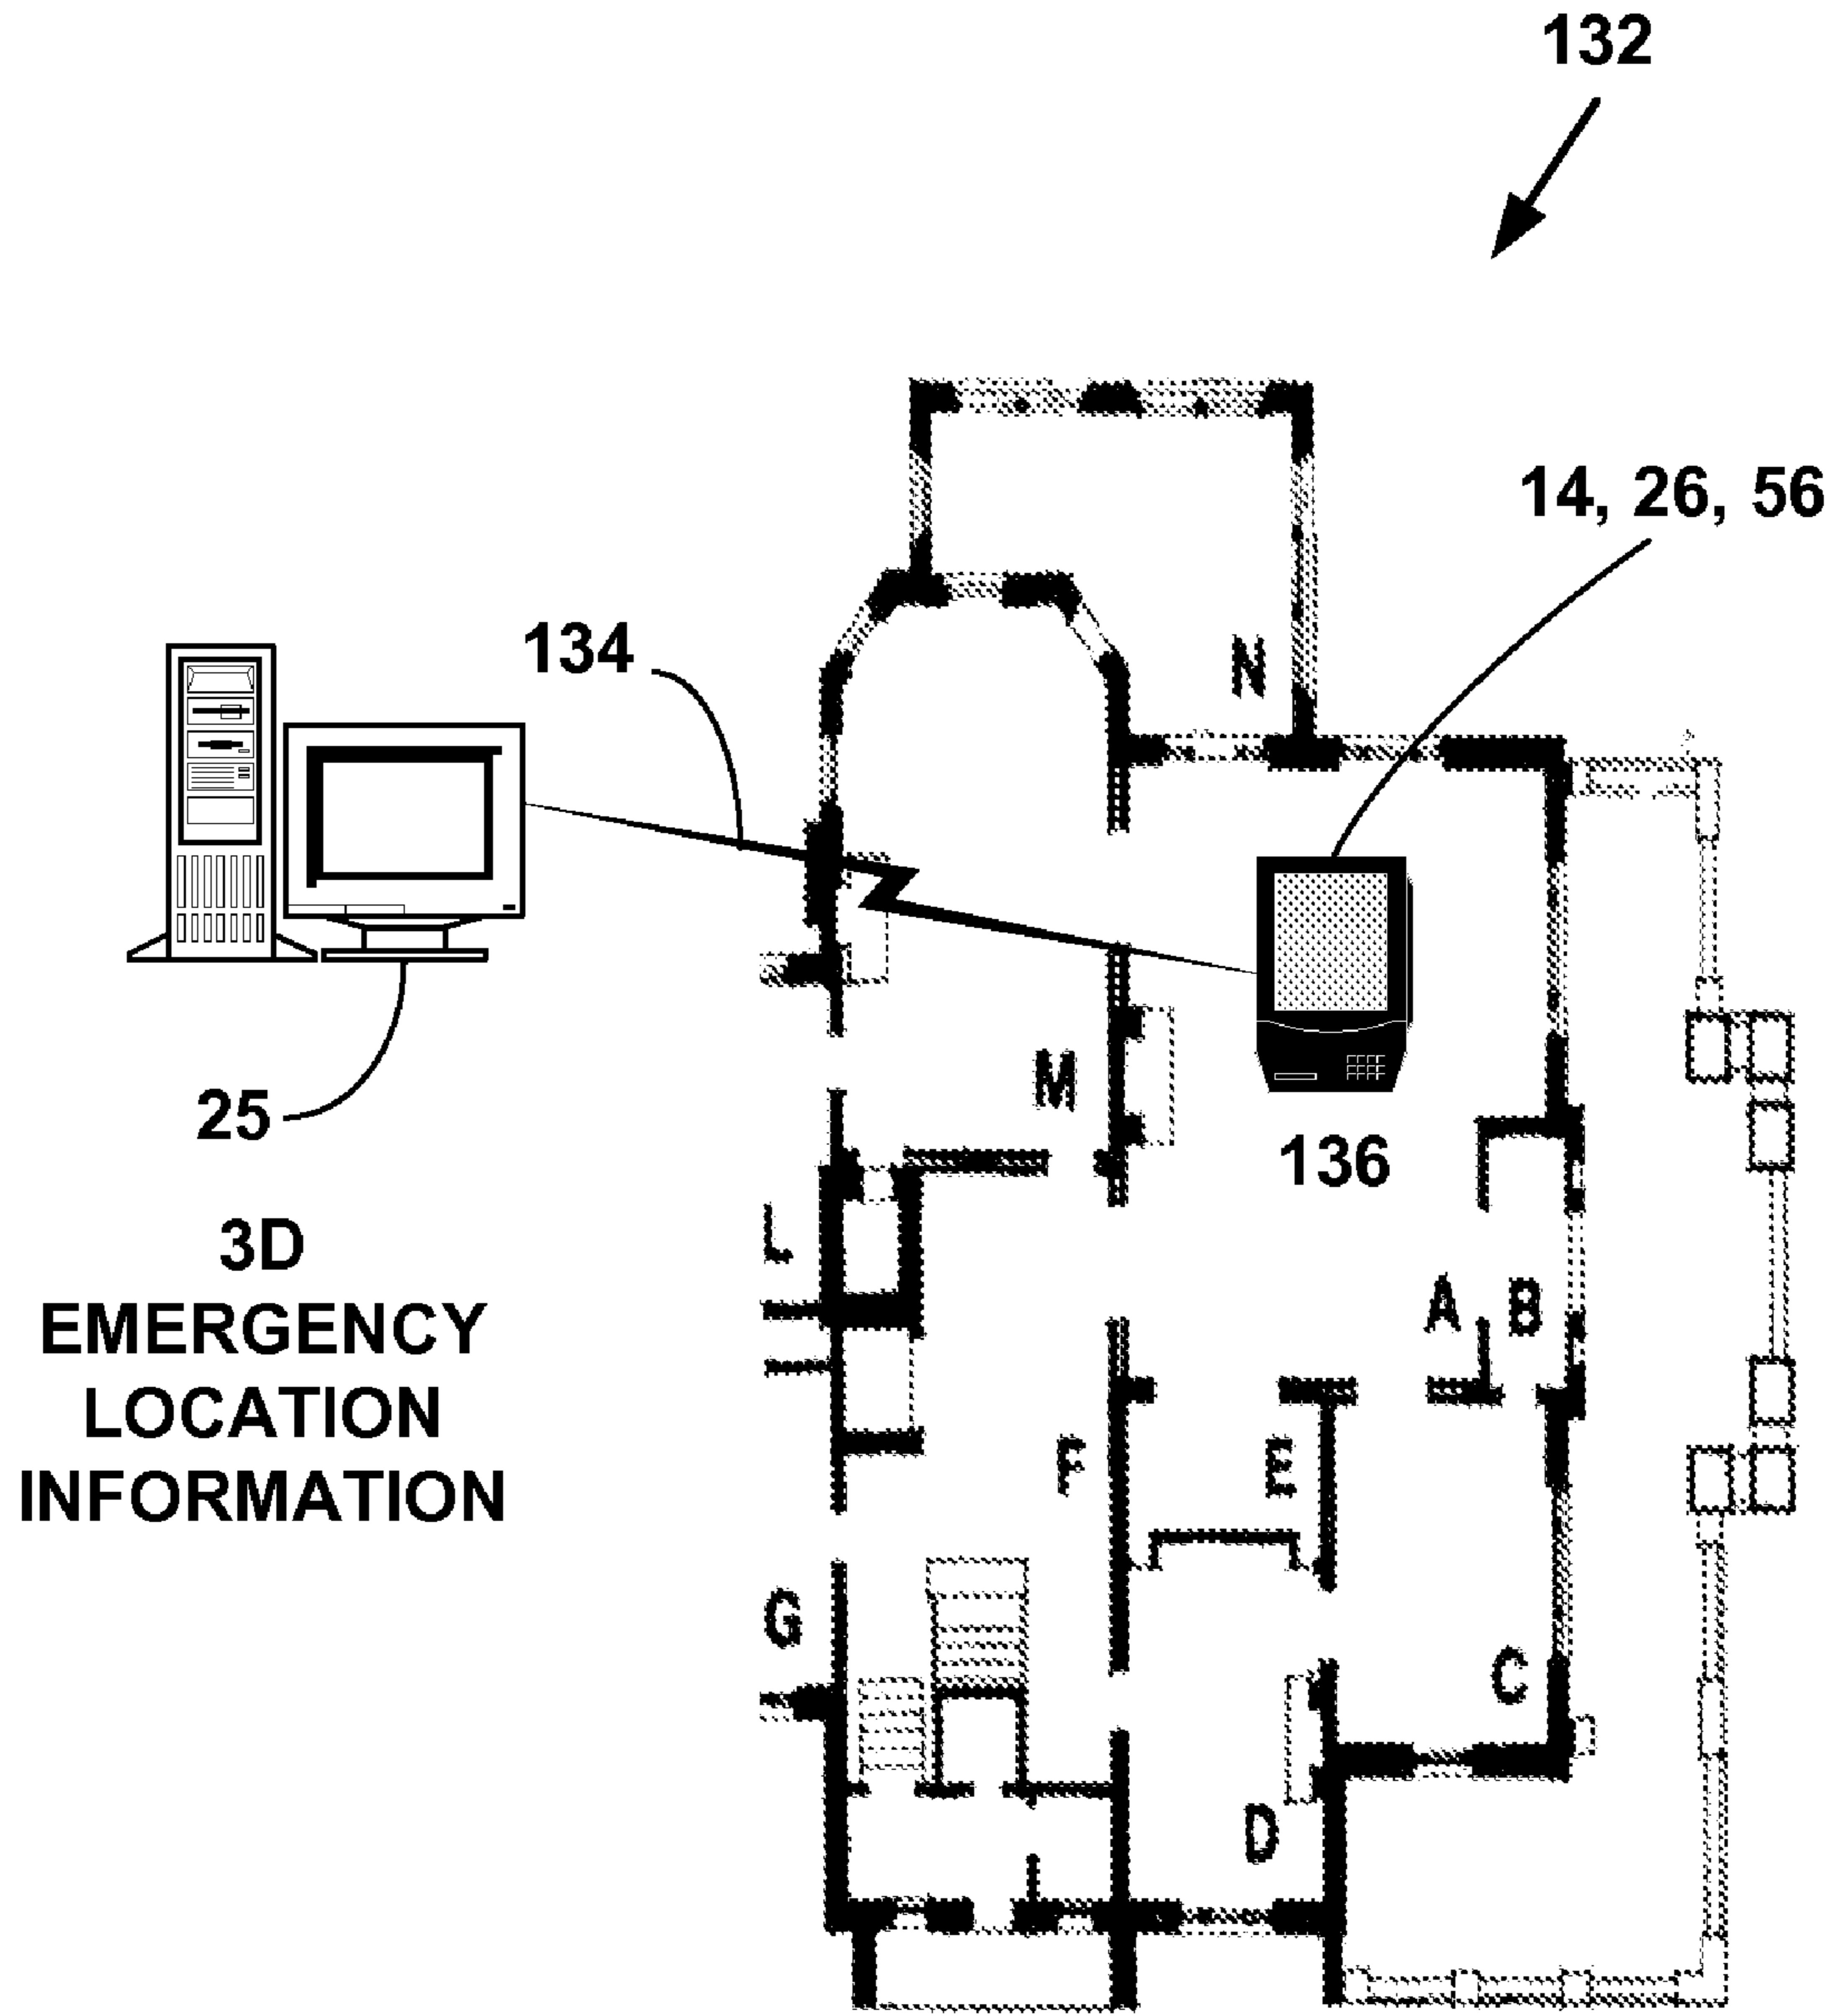 132
14, 26, 56
134
N
25
M
136
3D
EMERGENCY
LOCATION
INFORMATION
L
A B
F
E
G
C
D